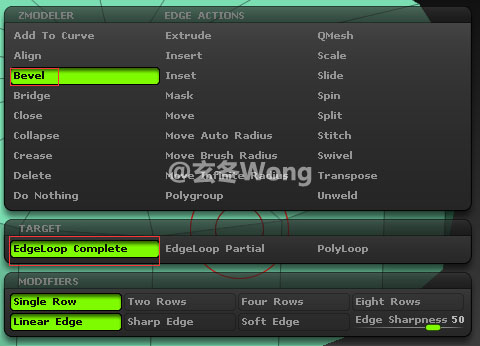 ZMODELER EDGE ACTIONS
Add To Curve Extrude QMesh
Align Insert Scale
Bevel Inset Slide
Bridge Mask Spin
Close Move Split
Collapse Move Auto Radius Stitch
Crease Move Brush Radius Swivel
Delete Move Infinite Radius Transpose
Do Nothing Polygroup Unweld
@玄冬Wong
TARGET
EdgeLoop Complete EdgeLoop Partial PolyLoop
MODIFIERS
Single Row Two Rows Four Rows Eight Rows
Linear Edge Sharp Edge Soft Edge Edge Sharpness 50